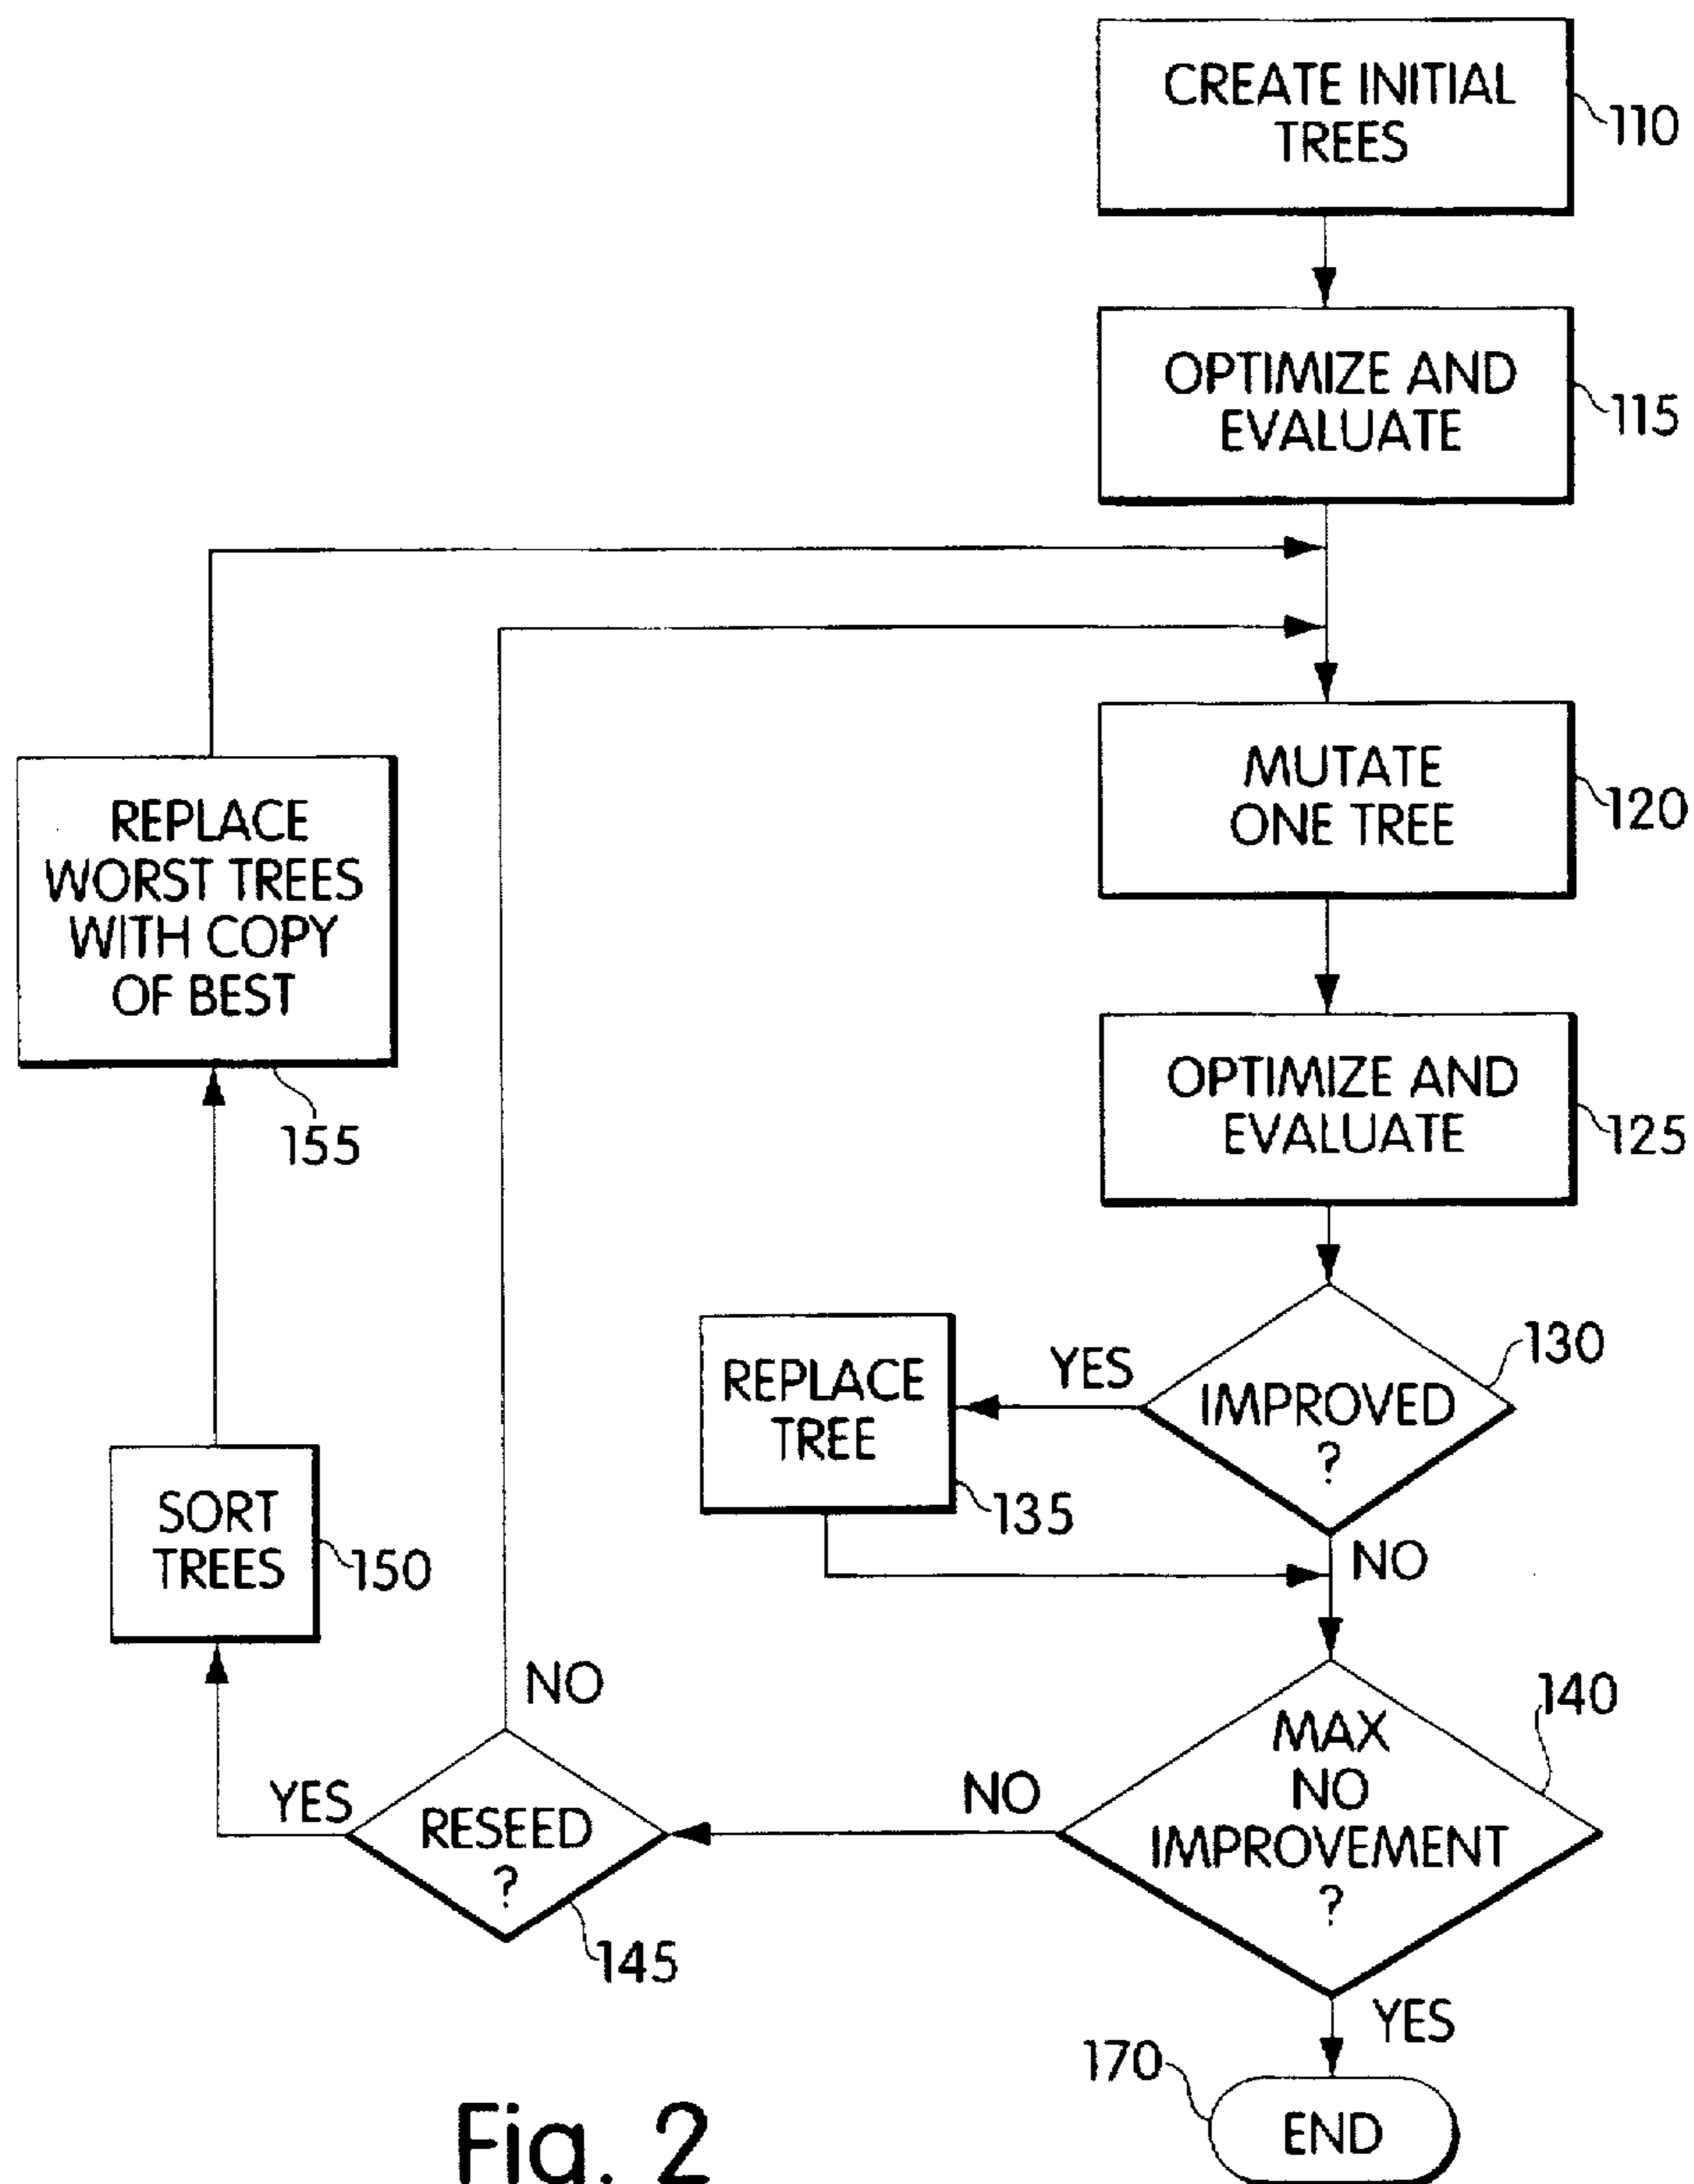 CREATE INITIAL
TREES
110
OPTIMIZE AND
EVALUATE
115
MUTATE
ONE TREE
120
REPLACE
WORST TREES
WITH COPY
OF BEST
155
OPTIMIZE AND
EVALUATE
125
IMPROVED
?
130
YES
NO
REPLACE
TREE
135
SORT
TREES
150
MAX
NO
IMPROVEMENT
?
140
NO
YES
RESEED
?
145
NO
YES
170
END
Fig. 2